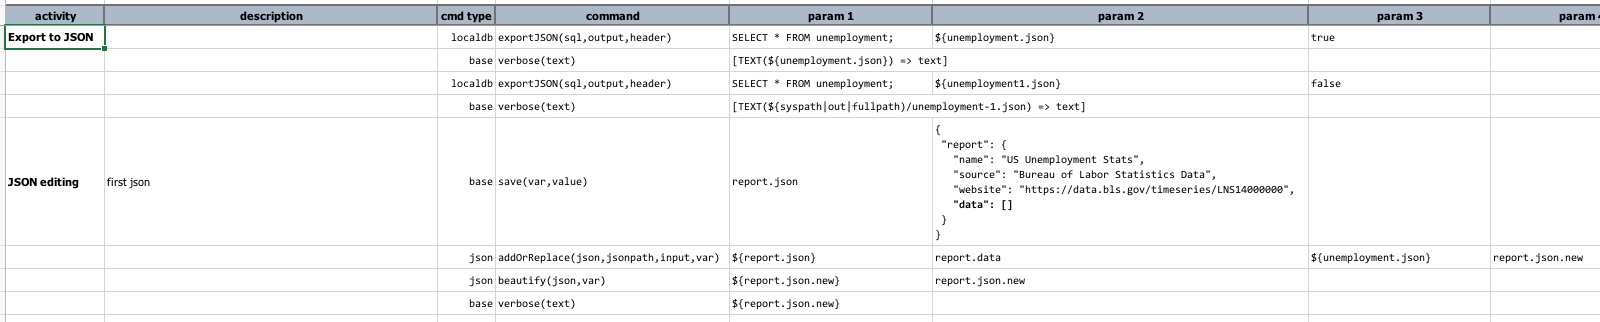 activity description cmd type command param 1 param 2 param 3 param
Export to JSON localdb exportJSON(sql,output,header) SELECT * FROM unemployment; ${unemployment.json} true
base verbose(text) [TEXT(${unemployment.json}) => text]
localdb exportJSON(sql,output,header) SELECT * FROM unemployment; ${unemployment1.json} false
base verbose(text) [TEXT(${syspath|out|fullpath)/unemployment-1.json) => text]
JSON editing first json base save(var,value) report.json
{
"report": {
"name": "US Unemployment Stats",
"source": "Bureau of Labor Statistics Data",
"website": "https://data.bls.gov/timeseries/LNS14000000",
"data": []
}
}
json addOrReplace(json,jsonpath,input,var) ${report.json} report.data ${unemployment.json} report.json.new
json beautify(json,var) ${report.json.new} report.json.new
base verbose(text) ${report.json.new}